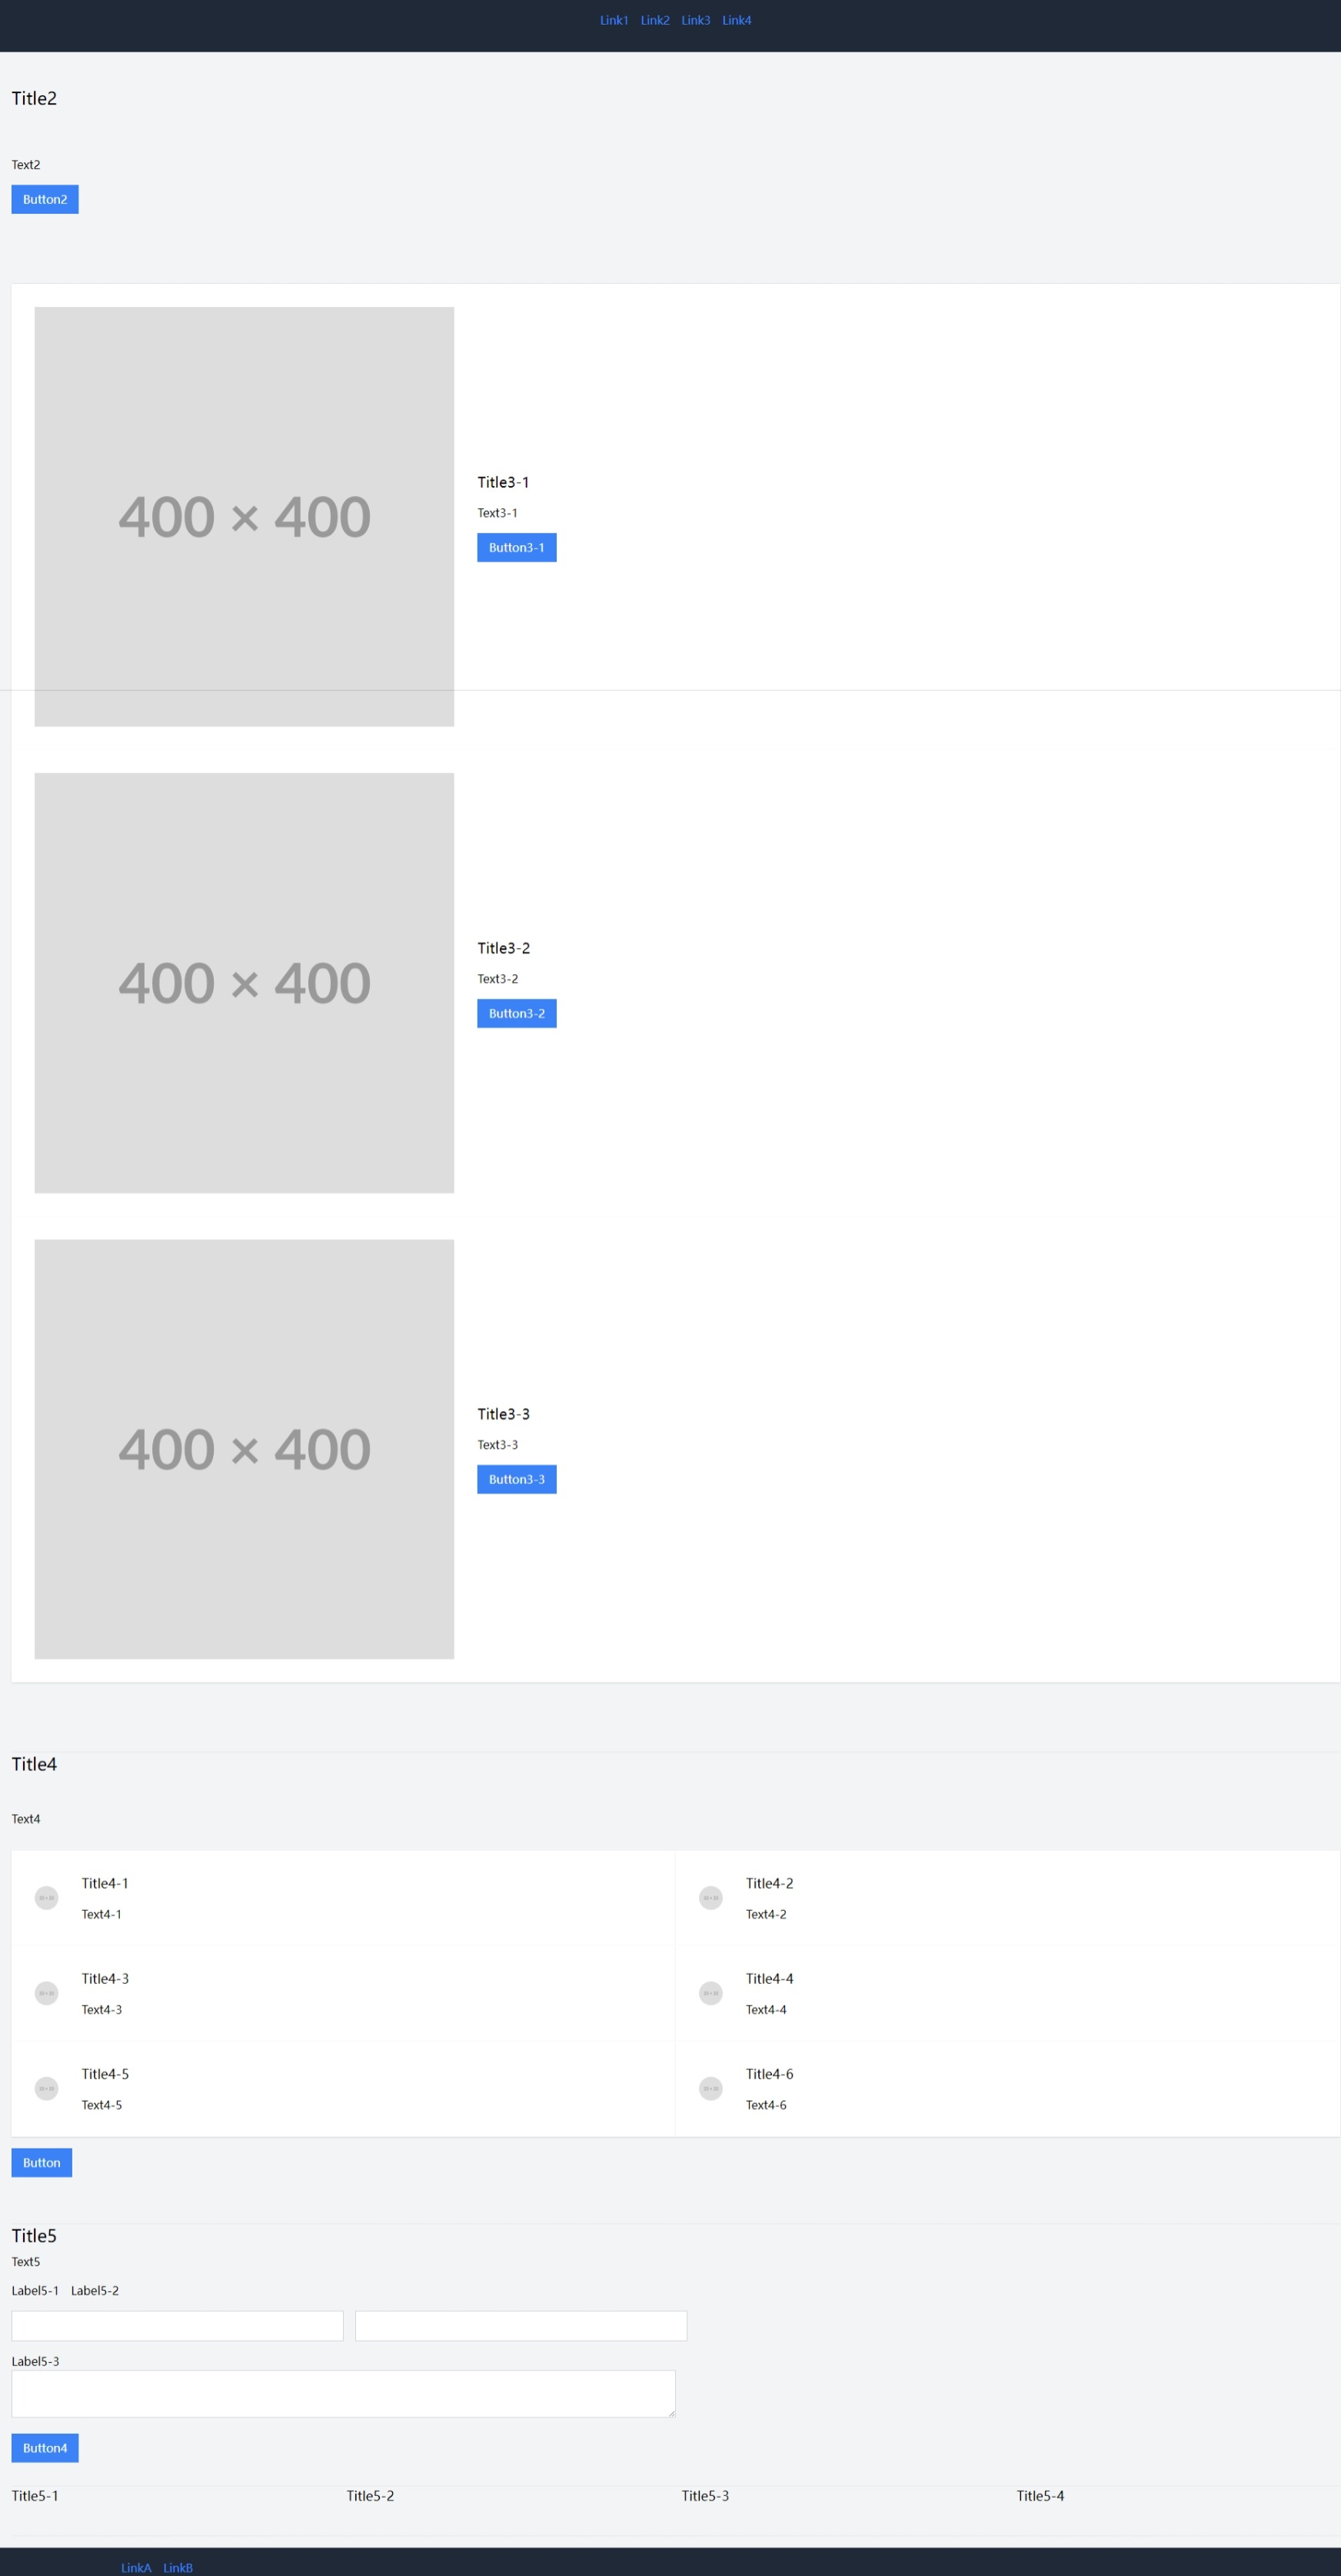 Link1 Link2 Link3 Link4
Title2
Text2
Button2
400 × 400
Title3-1
Text3-1
Button3-1
400 × 400
Title3-2
Text3-2
Button3-2
400 × 400
Title3-3
Text3-3
Button3-3
Title4
Text4
Title4-1
Text4-1
Title4-2
Text4-2
Title4-3
Text4-3
Title4-4
Text4-4
Title4-5
Text4-5
Title4-6
Text4-6
Button
Title5
Text5
Label5-1 Label5-2
Label5-3
Button4
Title5-1 Title5-2 Title5-3 Title5-4
LinkA LinkB